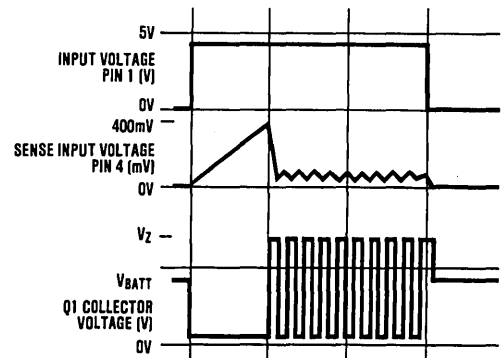 5V
INPUT VOLTAGE
PIN 1 (V)
0V
400mV
SENSE INPUT VOLTAGE
PIN 4 (mV)
0V
VZ
VBATT
Q1 COLLECTOR
VOLTAGE (V)
0V